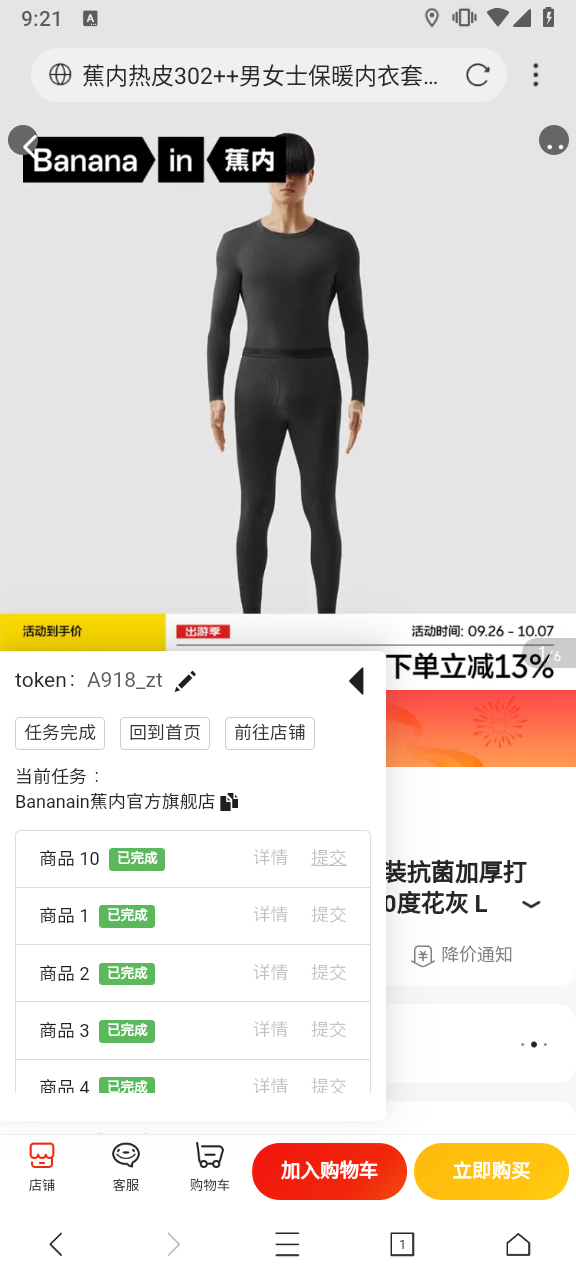 9:21
蕉内热皮302++男女士保暖内衣套...
Banana in 蕉内
活动到手价
出游季
活动时间: 09.26 - 10.07
下单立减13%
1/6
token: A918_zt
任务完成 回到首页 前往店铺
当前任务 :
Bananain蕉内官方旗舰店
装抗菌加厚打
0度花灰 L
降价通知
商品 10 已完成 详情 提交
商品 1 已完成 详情 提交
商品 2 已完成 详情 提交
商品 3 已完成 详情 提交
商品 4 已完成 详情 提交
店铺 客服 购物车 加入购物车 立即购买
1